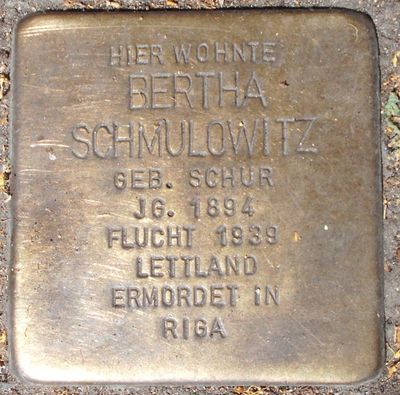 HIER WOHNTE
BERTHA
SCHMULOWITZ
GEB. SCHUR
JG. 1894
FLUCHT 1939
LETTLAND
ERMORDET IN
RIGA